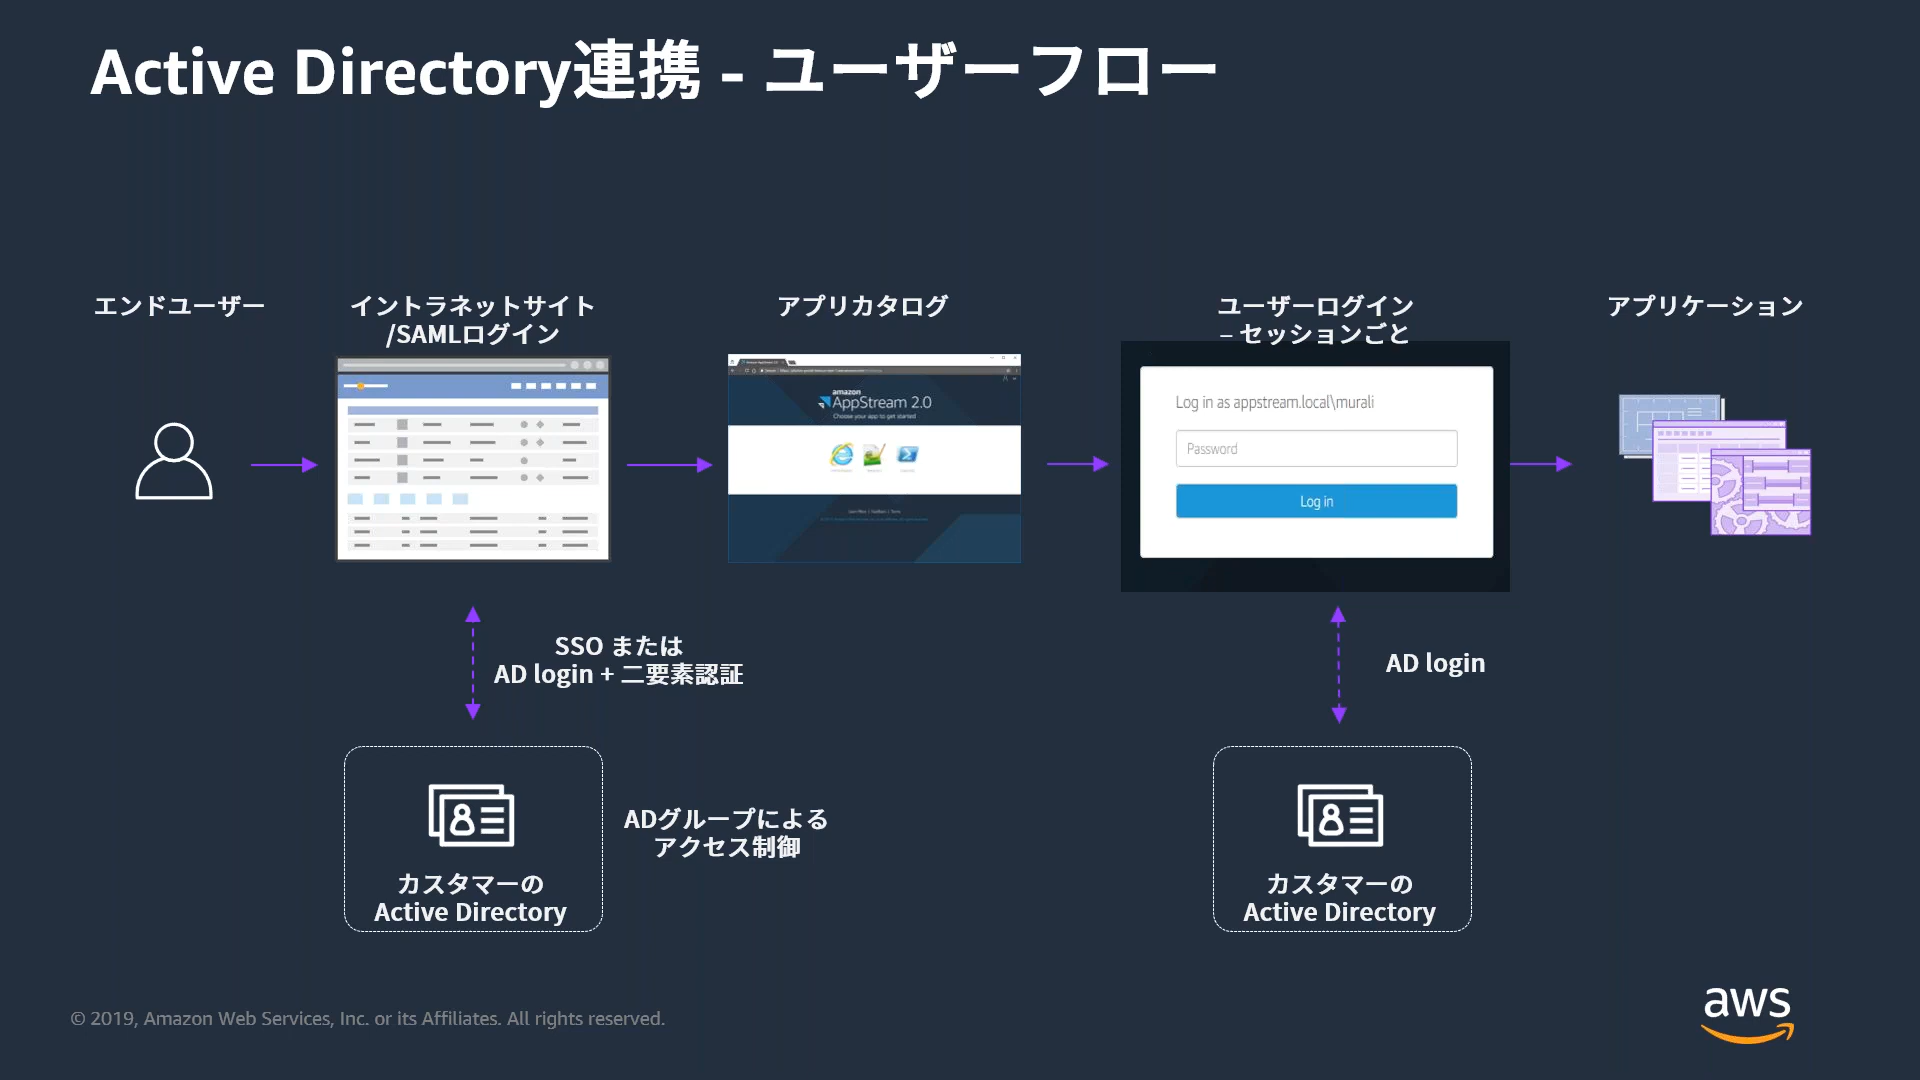 Active Directory連携 - ユーザーフロー
エンドユーザー
イントラネットサイト
/SAMLログイン
アプリカタログ
ユーザーログイン
– セッションごと
アプリケーション
amazon
AppStream 2.0
Choose your app to get started
Log in as appstream.local\murali
Password
Log in
SSO または
AD login + 二要素認証
AD login
ADグループによる
アクセス制御
カスタマーの
Active Directory
カスタマーの
Active Directory
© 2019, Amazon Web Services, Inc. or its Affiliates. All rights reserved.
aws